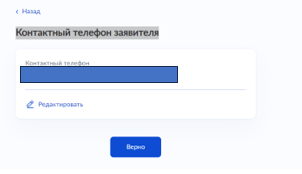 ‹ Назад
Контактный телефон заявителя
Контактный телефон
Редактировать
Верно